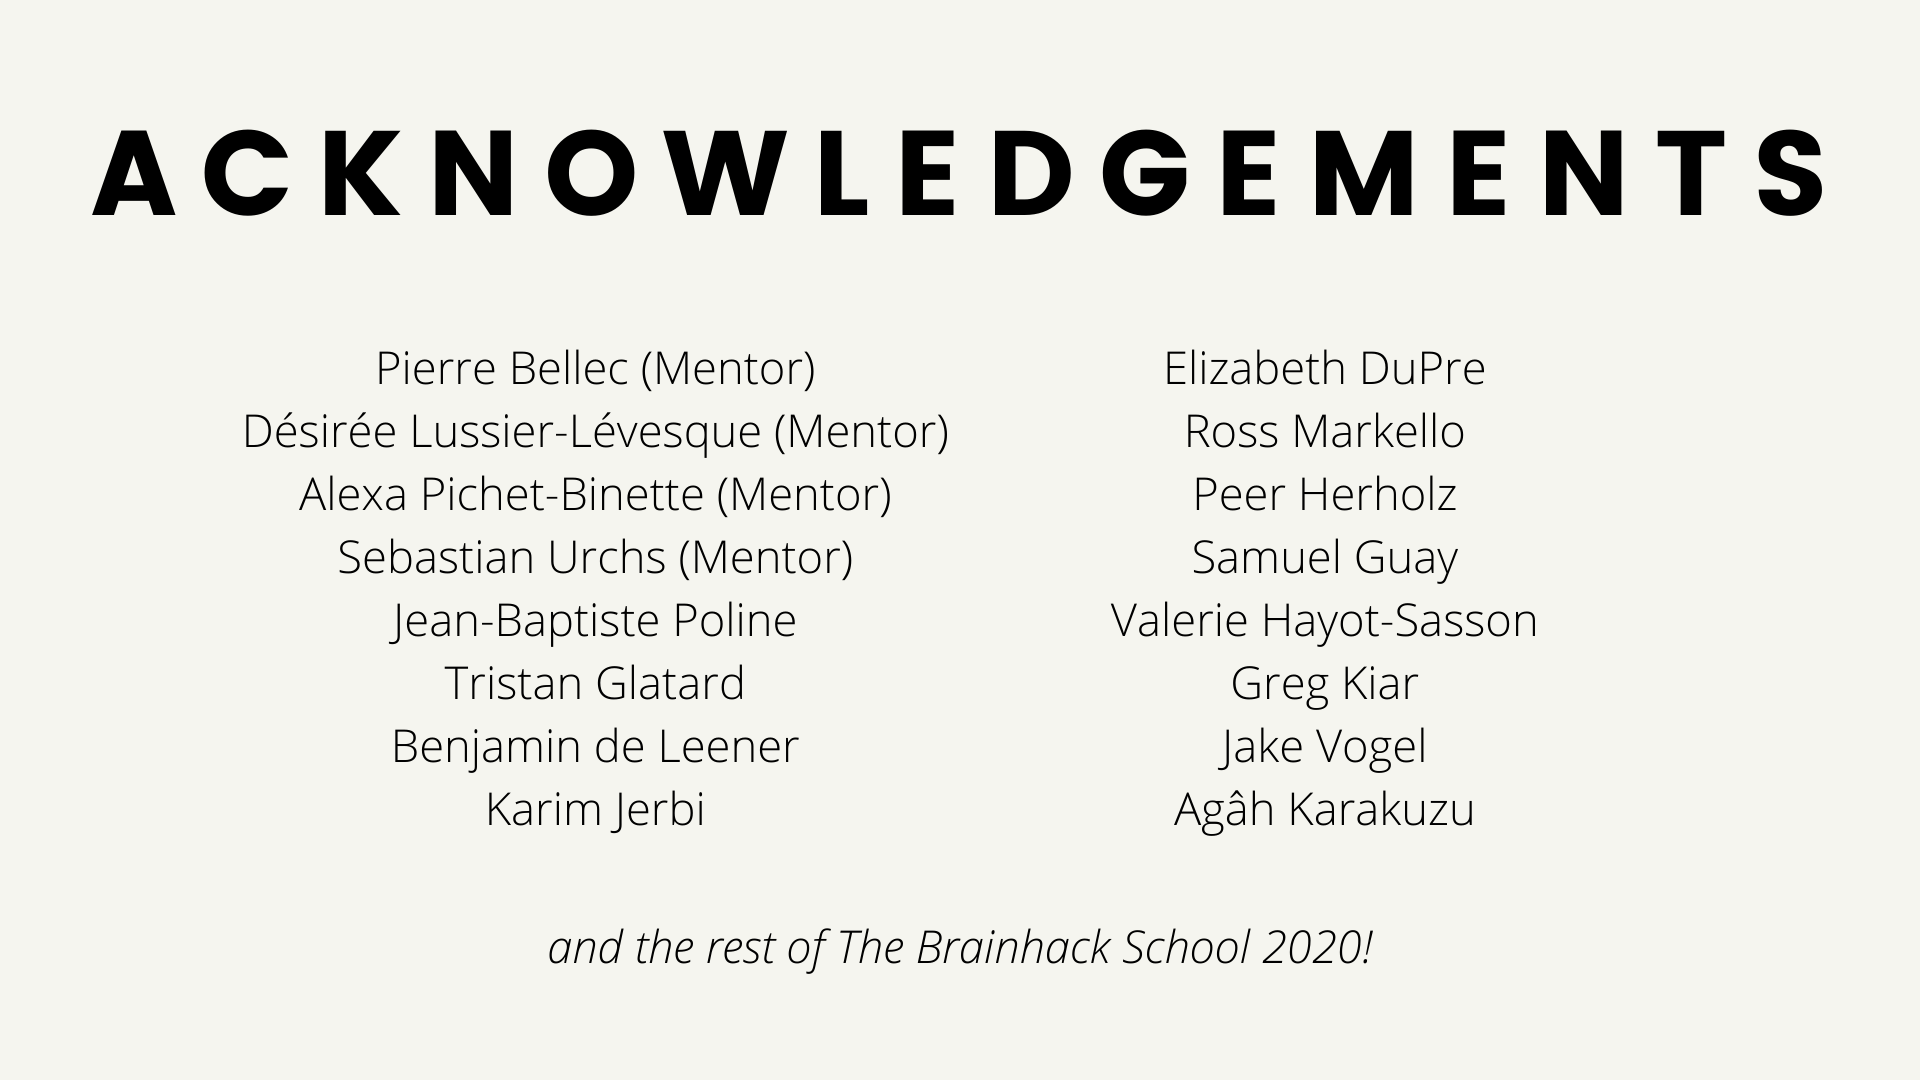 ACKNOWLEDGEMENTS
Pierre Bellec (Mentor)
Désirée Lussier-Lévesque (Mentor)
Alexa Pichet-Binette (Mentor)
Sebastian Urchs (Mentor)
Jean-Baptiste Poline
Tristan Glatard
Benjamin de Leener
Karim Jerbi
Elizabeth DuPre
Ross Markello
Peer Herholz
Samuel Guay
Valerie Hayot-Sasson
Greg Kiar
Jake Vogel
Agâh Karakuzu
and the rest of The Brainhack School 2020!